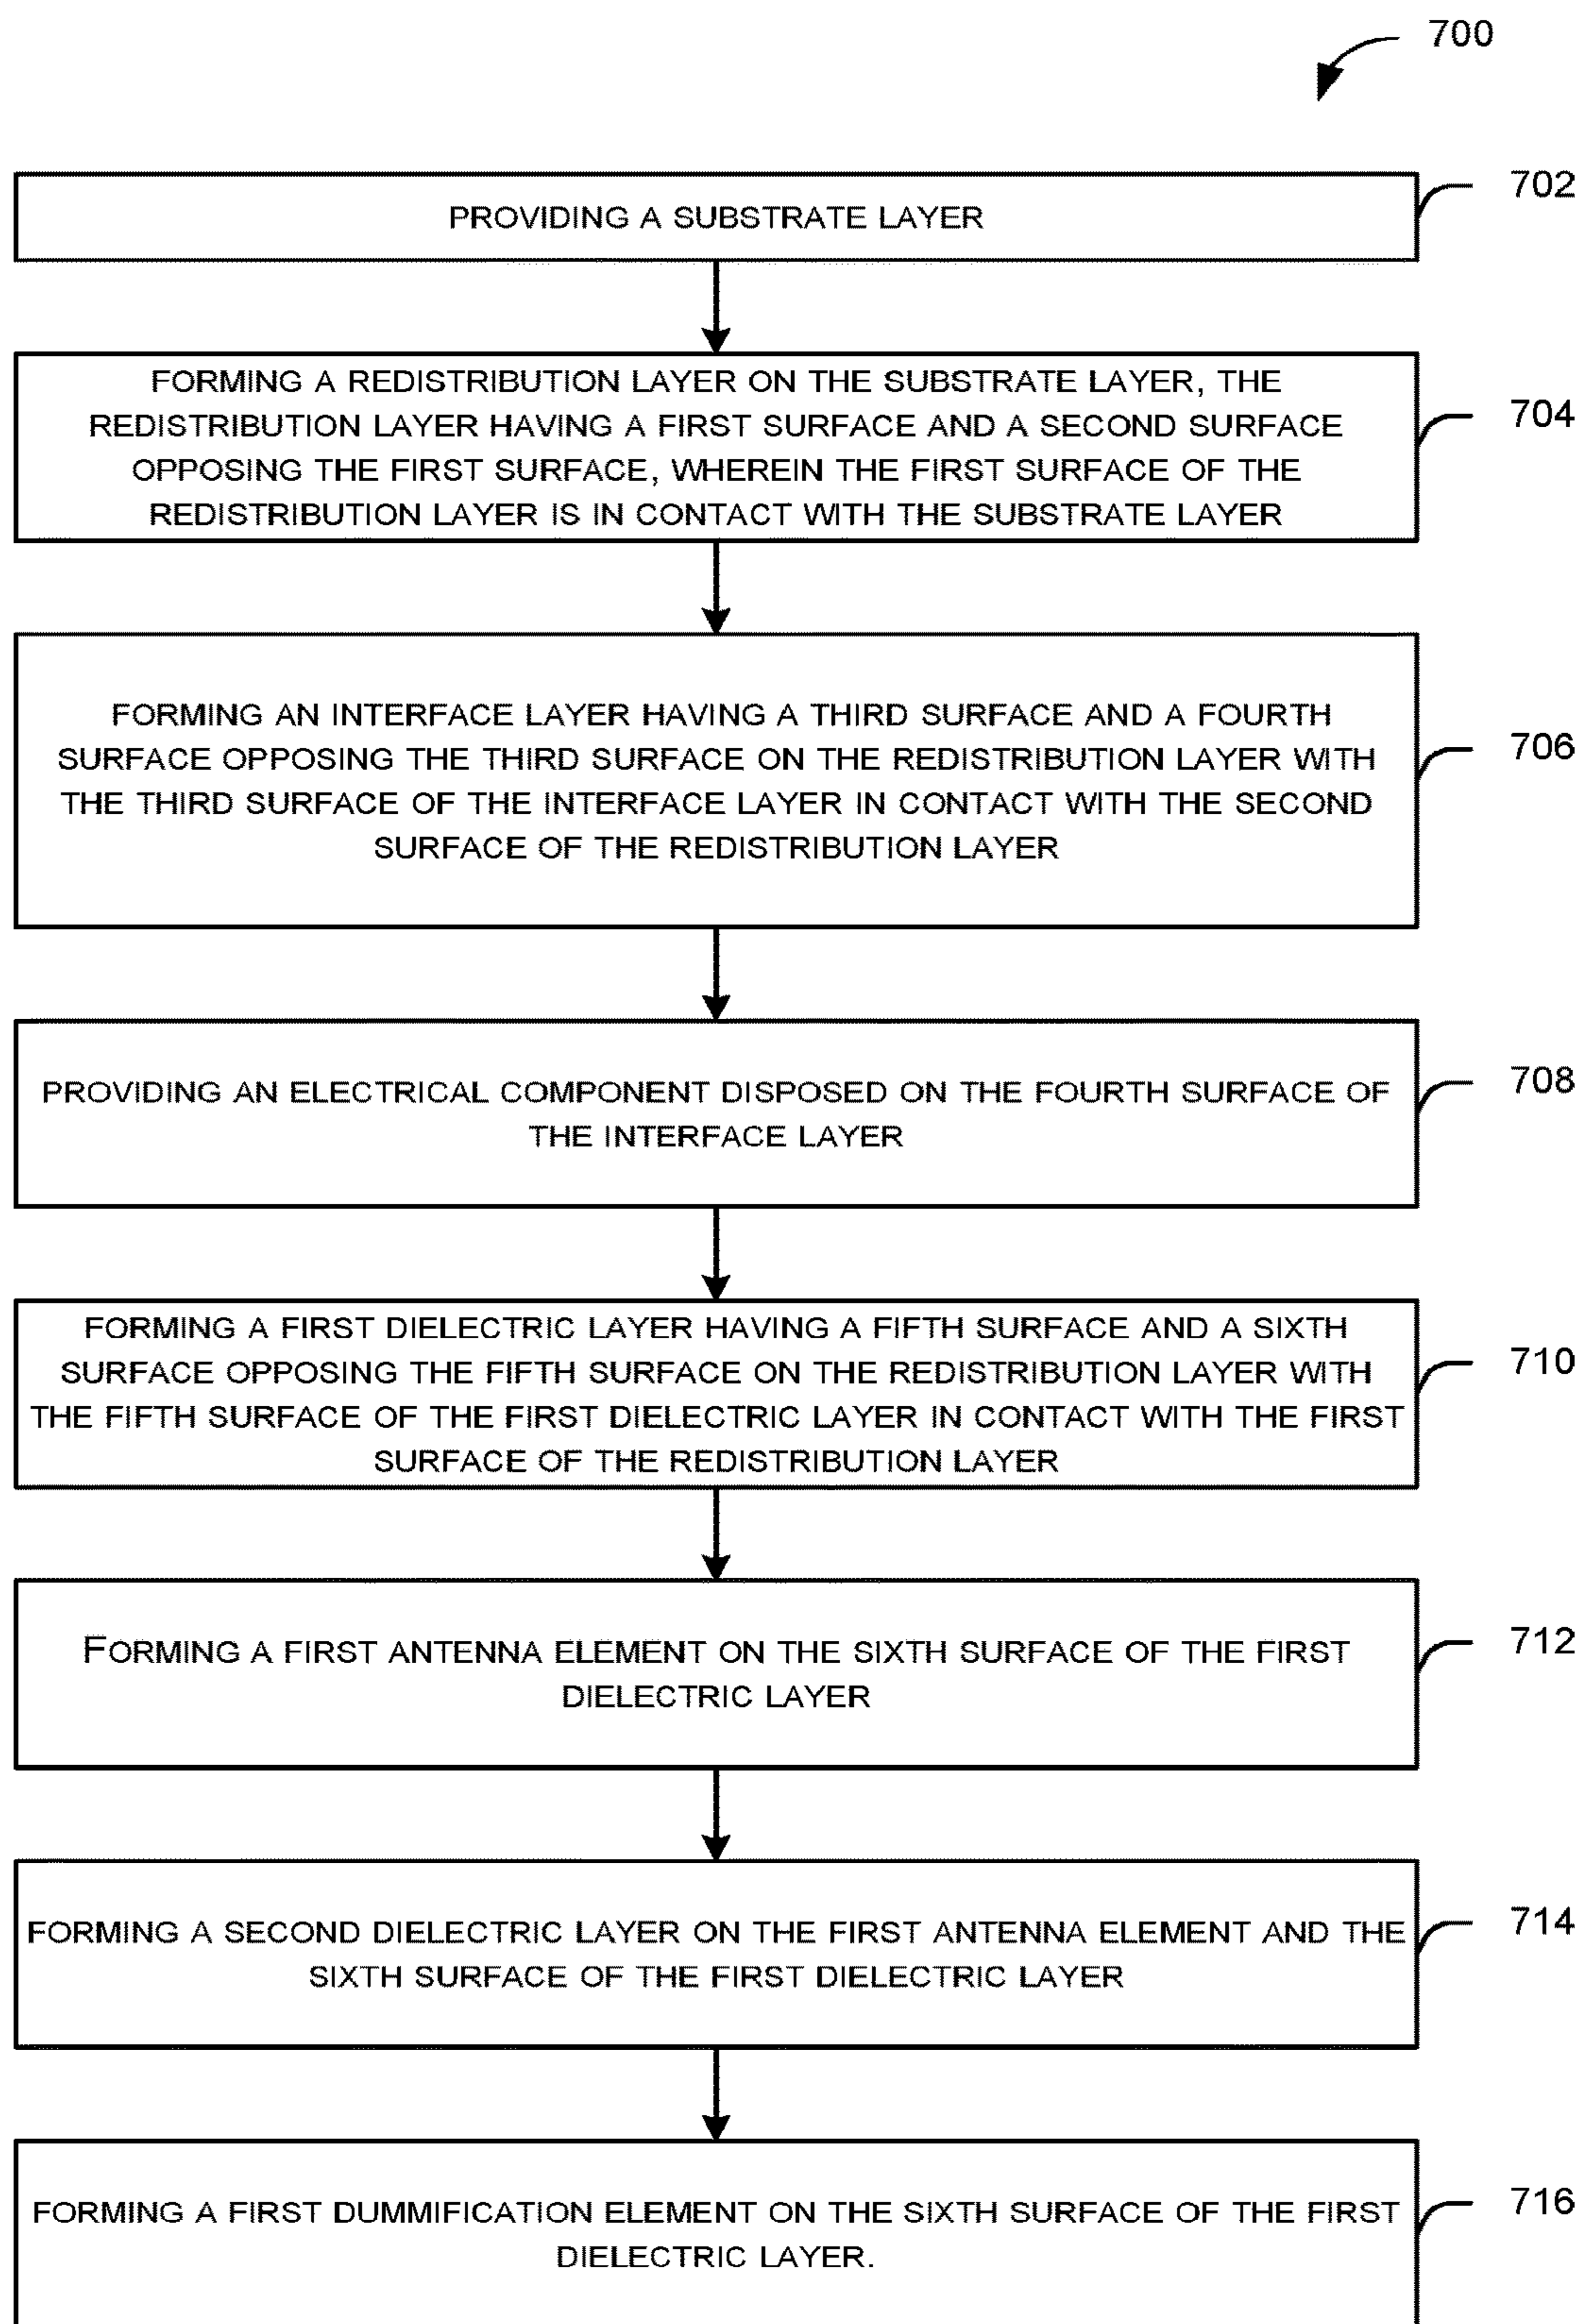 700
702
PROVIDING A SUBSTRATE LAYER
FORMING A REDISTRIBUTION LAYER ON THE SUBSTRATE LAYER, THE
REDISTRIBUTION LAYER HAVING A FIRST SURFACE AND A SECOND SURFACE
OPPOSING THE FIRST SURFACE, WHEREIN THE FIRST SURFACE OF THE
REDISTRIBUTION LAYER IS IN CONTACT WITH THE SUBSTRATE LAYER
704
FORMING AN INTERFACE LAYER HAVING A THIRD SURFACE AND A FOURTH
SURFACE OPPOSING THE THIRD SURFACE ON THE REDISTRIBUTION LAYER WITH
THE THIRD SURFACE OF THE INTERFACE LAYER IN CONTACT WITH THE SECOND
SURFACE OF THE REDISTRIBUTION LAYER
706
PROVIDING AN ELECTRICAL COMPONENT DISPOSED ON THE FOURTH SURFACE OF
THE INTERFACE LAYER
708
FORMING A FIRST DIELECTRIC LAYER HAVING A FIFTH SURFACE AND A SIXTH
SURFACE OPPOSING THE FIFTH SURFACE ON THE REDISTRIBUTION LAYER WITH
THE FIFTH SURFACE OF THE FIRST DIELECTRIC LAYER IN CONTACT WITH THE FIRST
SURFACE OF THE REDISTRIBUTION LAYER
710
FORMING A FIRST ANTENNA ELEMENT ON THE SIXTH SURFACE OF THE FIRST
DIELECTRIC LAYER
712
FORMING A SECOND DIELECTRIC LAYER ON THE FIRST ANTENNA ELEMENT AND THE
SIXTH SURFACE OF THE FIRST DIELECTRIC LAYER
714
FORMING A FIRST DUMMIFICATION ELEMENT ON THE SIXTH SURFACE OF THE FIRST
DIELECTRIC LAYER.
716